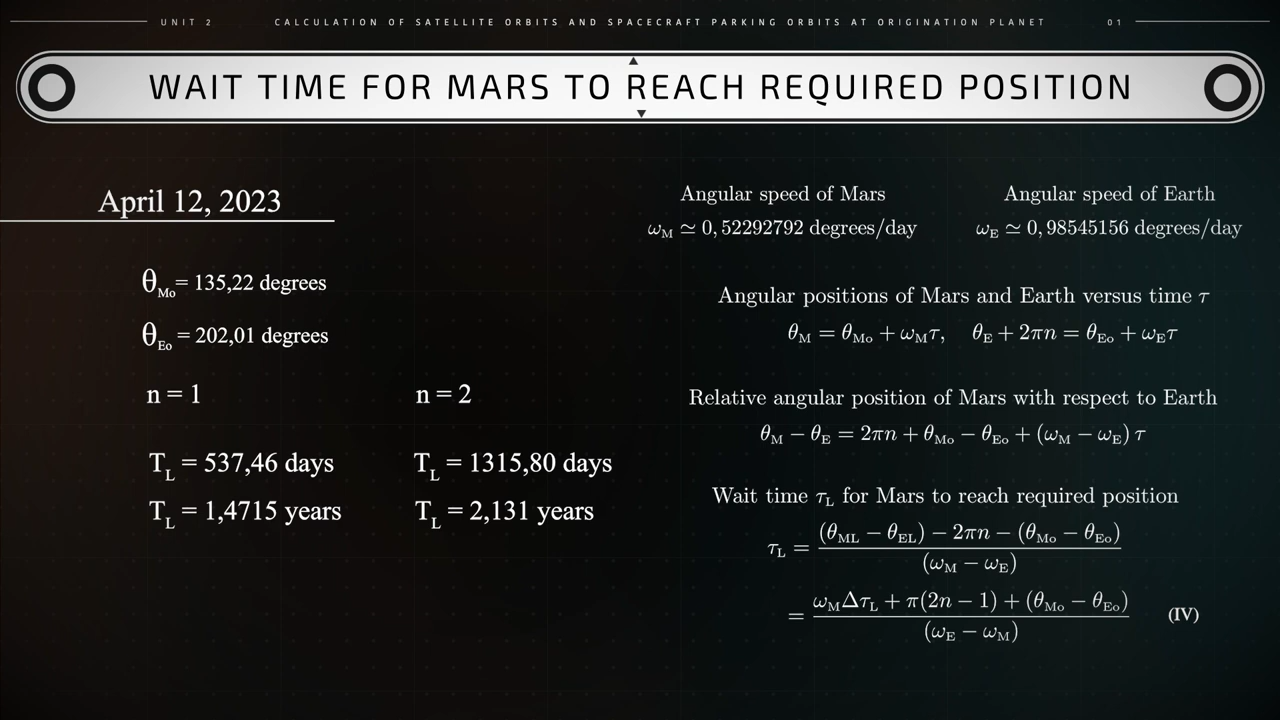 UNIT 2
CALCULATION OF SATELLITE ORBITS AND SPACECRAFT PARKING ORBITS AT ORIGINATION PLANET
01
WAIT TIME FOR MARS TO REACH REQUIRED POSITION
April 12, 2023
θ_Mo = 135,22 degrees
θ_Eo = 202,01 degrees
n = 1
n = 2
T_L = 537,46 days
T_L = 1315,80 days
T_L = 1,4715 years
T_L = 2,131 years
Angular speed of Mars
Angular speed of Earth
ω_M ≃ 0,52292792 degrees/day
ω_E ≃ 0,98545156 degrees/day
Angular positions of Mars and Earth versus time τ
θ_M = θ_Mo + ω_Mτ, θ_E + 2πn = θ_Eo + ω_Eτ
Relative angular position of Mars with respect to Earth
θ_M − θ_E = 2πn + θ_Mo − θ_Eo + (ω_M − ω_E) τ
Wait time τ_L for Mars to reach required position
τ_L = ((θ_ML − θ_EL) − 2πn − (θ_Mo − θ_Eo)) / (ω_M − ω_E)
= (ω_MΔτ_L + π(2n − 1) + (θ_Mo − θ_Eo)) / (ω_E − ω_M) (IV)